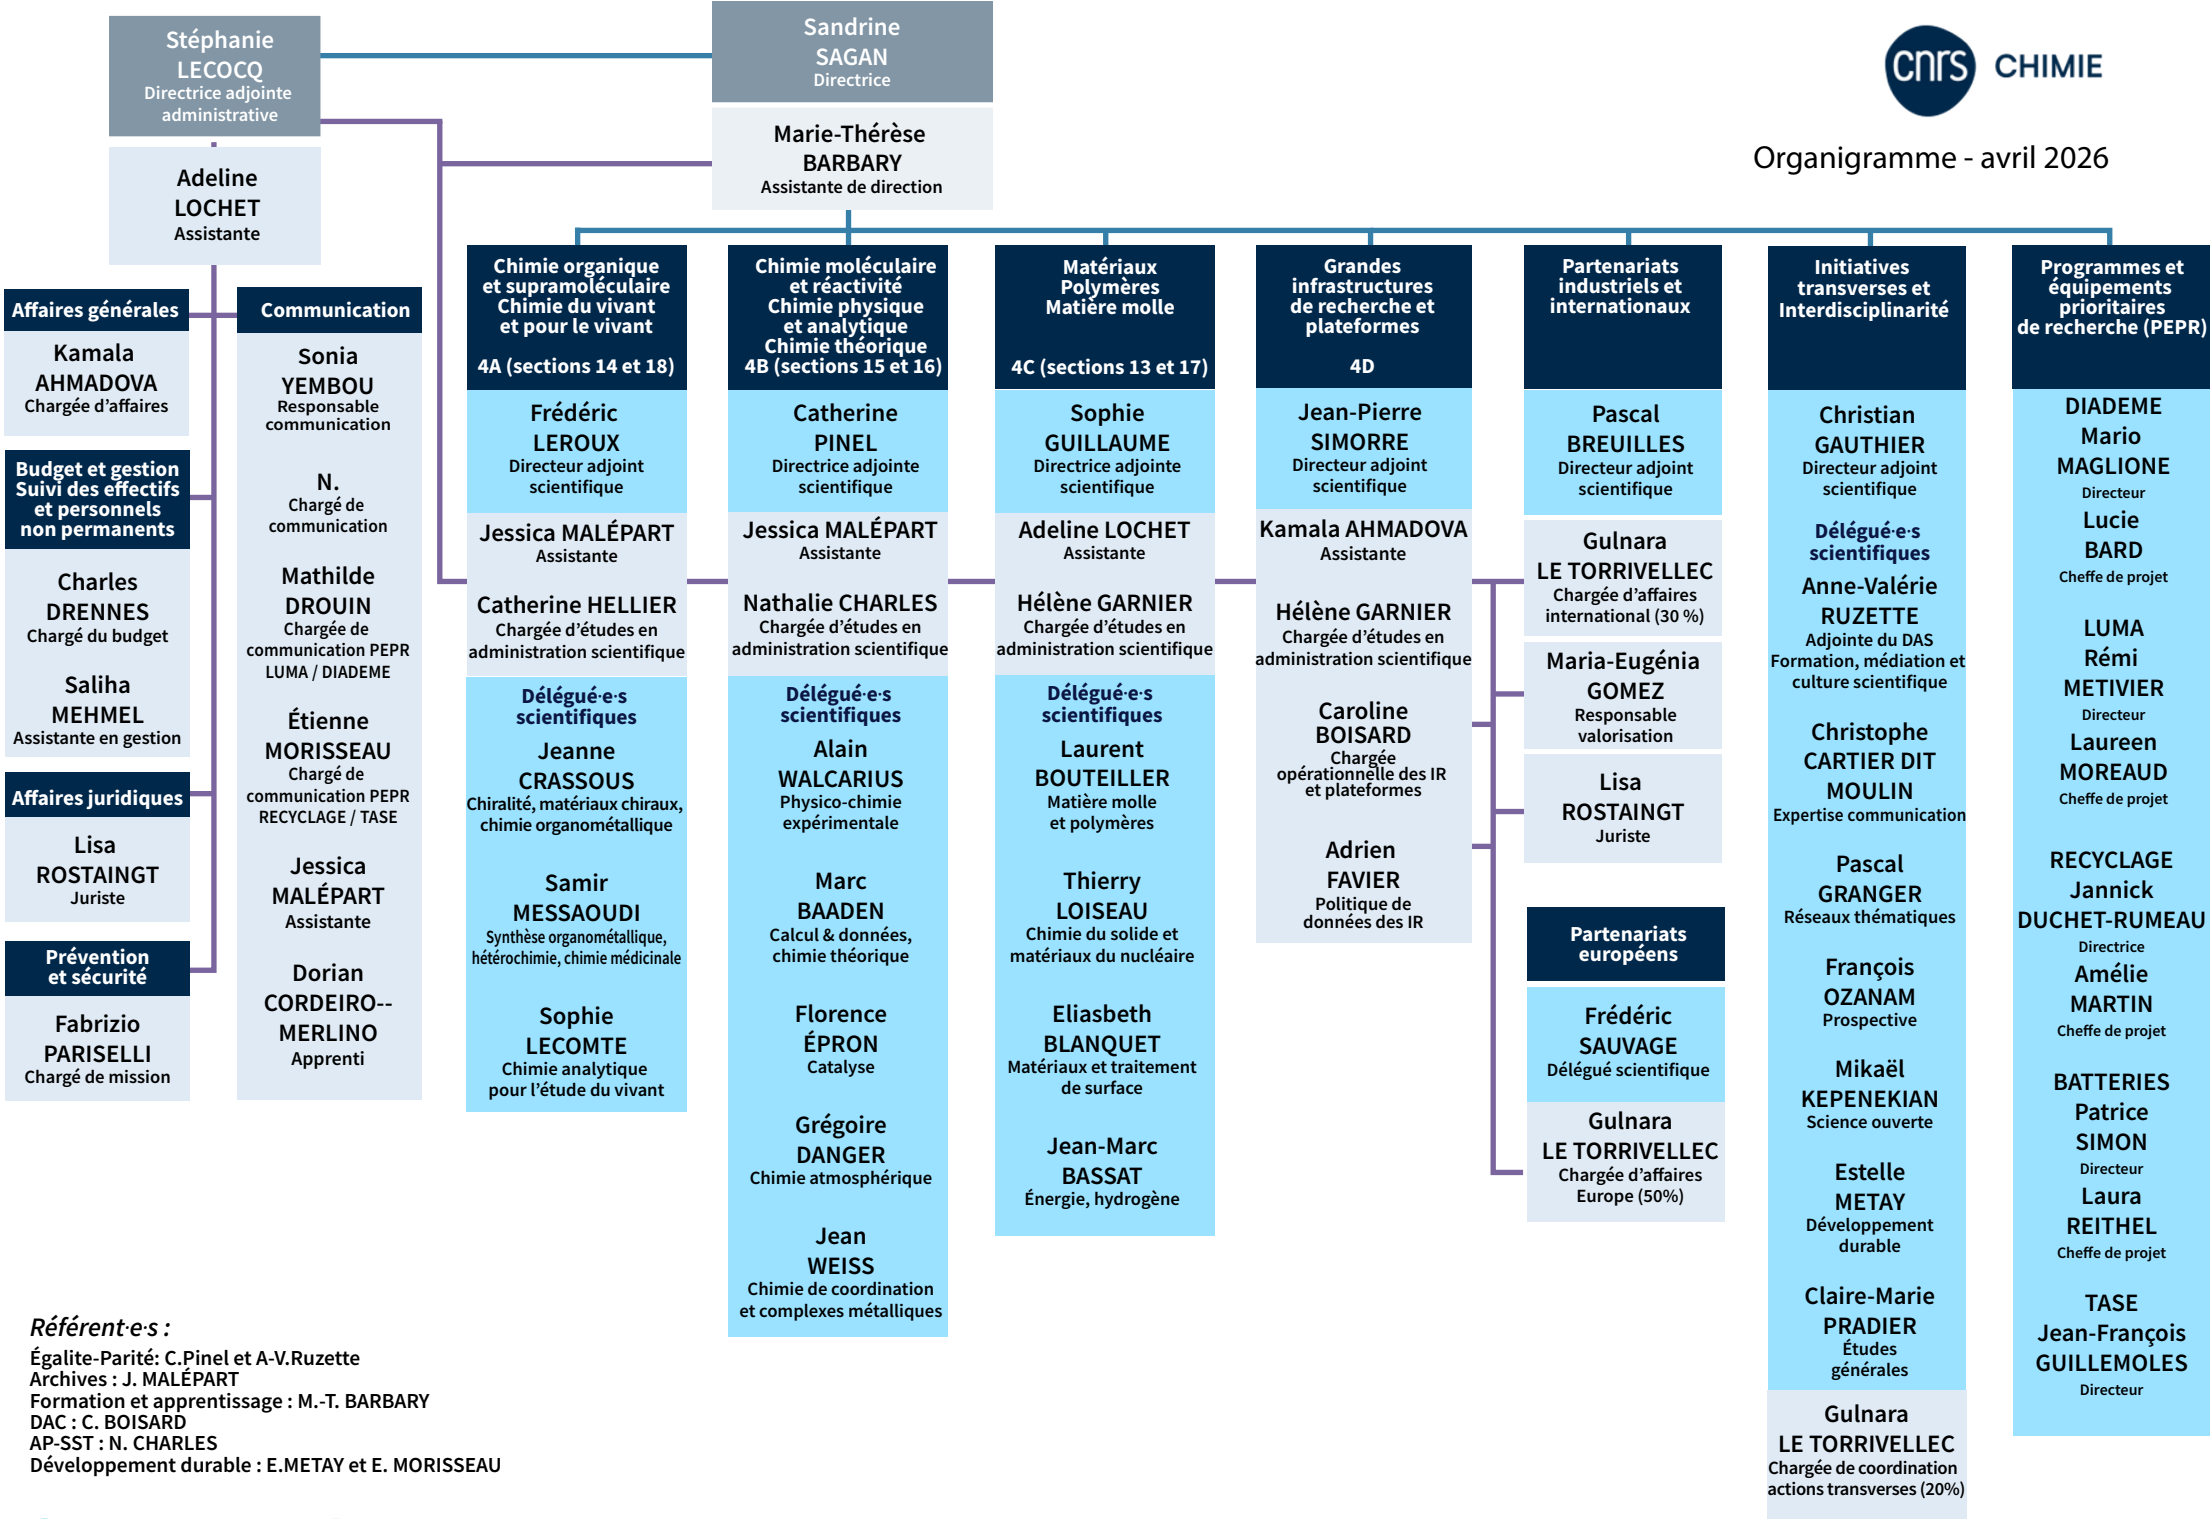 Stéphanie
LECOCQ
Directrice adjointe
administrative
Sandrine
SAGAN
Directrice
cnrs CHIMIE
Organigramme - avril 2026
Marie-Thérèse
BARBARY
Assistante de direction
Adeline
LOCHET
Assistante
Affaires générales
Kamala
AHMADOVA
Chargée d’affaires
Budget et gestion
Suivi des effectifs
et personnels
non permanents
Charles
DRENNES
Chargé du budget
Saliha
MEHMEL
Assistante en gestion
Affaires juridiques
Lisa
ROSTAINGT
Juriste
Prévention
et sécurité
Fabrizio
PARISELLI
Chargé de mission
Communication
Sonia
YEMBOU
Responsable
communication
N.
Chargé de
communication
Mathilde
DROUIN
Chargée de
communication PEPR
LUMA / DIADEME
Étienne
MORISSEAU
Chargé de
communication PEPR
RECYCLAGE / TASE
Jessica
MALÉPART
Assistante
Dorian
CORDEIRO--
MERLINO
Apprenti
Chimie organique
et supramoléculaire
Chimie du vivant
et pour le vivant
4A (sections 14 et 18)
Frédéric
LEROUX
Directeur adjoint
scientifique
Jessica MALÉPART
Assistante
Catherine HELLIER
Chargée d’études en
administration scientifique
Délégué·e·s
scientifiques
Jeanne
CRASSOUS
Chiralité, matériaux chiraux,
chimie organométallique
Samir
MESSAOUDI
Synthèse organométallique,
hétérochimie, chimie médicinale
Sophie
LECOMTE
Chimie analytique
pour l’étude du vivant
Chimie moléculaire
et réactivité
Chimie physique
et analytique
Chimie théorique
4B (sections 15 et 16)
Catherine
PINEL
Directrice adjointe
scientifique
Jessica MALÉPART
Assistante
Nathalie CHARLES
Chargée d’études en
administration scientifique
Délégué·e·s
scientifiques
Alain
WALCARIUS
Physico-chimie
expérimentale
Marc
BAADEN
Calcul & données,
chimie théorique
Florence
ÉPRON
Catalyse
Grégoire
DANGER
Chimie atmosphérique
Jean
WEISS
Chimie de coordination
et complexes métalliques
Matériaux
Polymères
Matière molle
4C (sections 13 et 17)
Sophie
GUILLAUME
Directrice adjointe
scientifique
Adeline LOCHET
Assistante
Hélène GARNIER
Chargée d’études en
administration scientifique
Délégué·e·s
scientifiques
Laurent
BOUTEILLER
Matière molle
et polymères
Thierry
LOISEAU
Chimie du solide et
matériaux du nucléaire
Eliasbeth
BLANQUET
Matériaux et traitement
de surface
Jean-Marc
BASSAT
Énergie, hydrogène
Grandes
infrastructures
de recherche et
plateformes
4D
Jean-Pierre
SIMORRE
Directeur adjoint
scientifique
Kamala AHMADOVA
Assistante
Hélène GARNIER
Chargée d’études en
administration scientifique
Caroline
BOISARD
Chargée
opérationnelle des IR
et plateformes
Adrien
FAVIER
Politique de
données des IR
Partenariats
industriels et
internationaux
Pascal
BREUILLES
Directeur adjoint
scientifique
Gulnara
LE TORRIVELLEC
Chargée d’affaires
international (30 %)
Maria-Eugénia
GOMEZ
Responsable
valorisation
Lisa
ROSTAINGT
Juriste
Partenariats
européens
Frédéric
SAUVAGE
Délégué scientifique
Gulnara
LE TORRIVELLEC
Chargée d’affaires
Europe (50%)
Initiatives
transverses et
Interdisciplinarité
Christian
GAUTHIER
Directeur adjoint
scientifique
Délégué·e·s
scientifiques
Anne-Valérie
RUZETTE
Adjointe du DAS
Formation, médiation et
culture scientifique
Christophe
CARTIER DIT
MOULIN
Expertise communication
Pascal
GRANGER
Réseaux thématiques
François
OZANAM
Prospective
Mikaël
KEPENEKIAN
Science ouverte
Estelle
METAY
Développement
durable
Claire-Marie
PRADIER
Études
générales
Gulnara
LE TORRIVELLEC
Chargée de coordination
actions transverses (20%)
Programmes et
équipements
prioritaires
de recherche (PEPR)
DIADEME
Mario
MAGLIONE
Directeur
Lucie
BARD
Cheffe de projet
LUMA
Rémi
METIVIER
Directeur
Laureen
MOREAUD
Cheffe de projet
RECYCLAGE
Jannick
DUCHET-RUMEAU
Directrice
Amélie
MARTIN
Cheffe de projet
BATTERIES
Patrice
SIMON
Directeur
Laura
REITHEL
Cheffe de projet
TASE
Jean-François
GUILLEMOLES
Directeur
Référent·e·s :
Égalite-Parité: C.Pinel et A-V.Ruzette
Archives : J. MALÉPART
Formation et apprentissage : M.-T. BARBARY
DAC : C. BOISARD
AP-SST : N. CHARLES
Développement durable : E.METAY et E. MORISSEAU